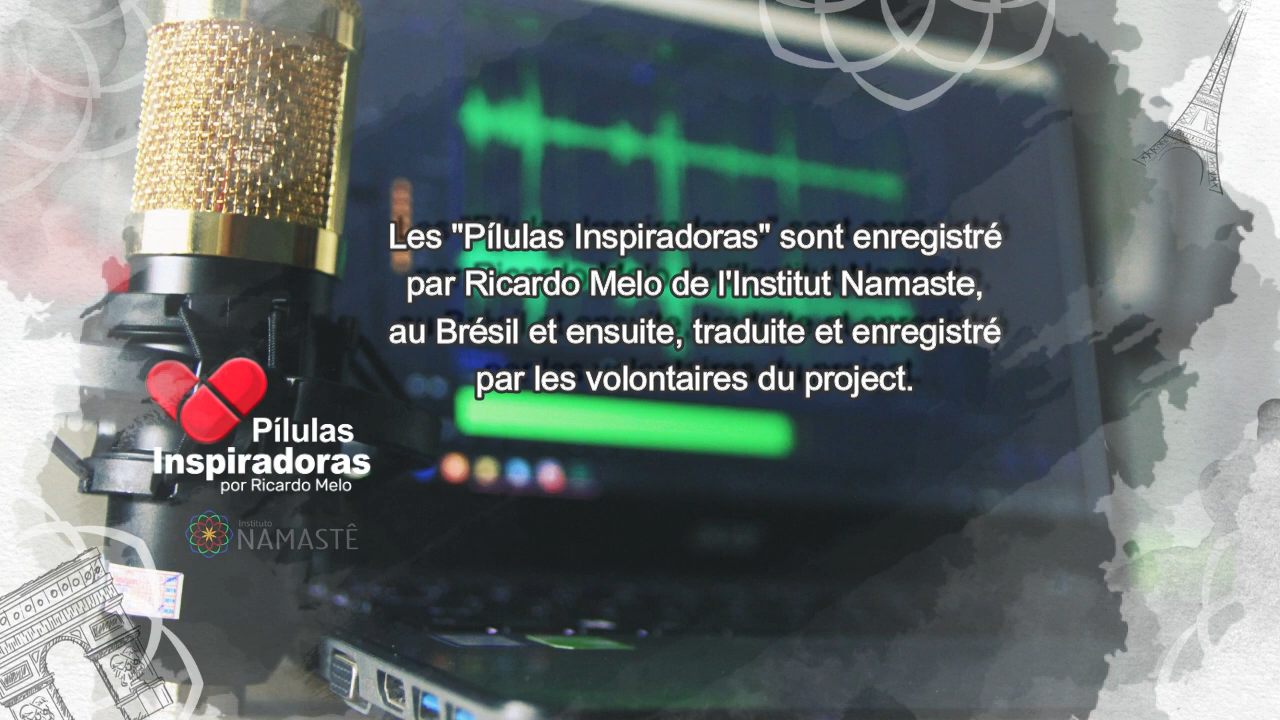 Les "Pílulas Inspiradoras" sont enregistré
par Ricardo Melo de l'Institut Namaste,
au Brésil et ensuite, traduite et enregistré
par les volontaires du project.
Pílulas
Inspiradoras
por Ricardo Melo
Instituto
NAMASTÊ